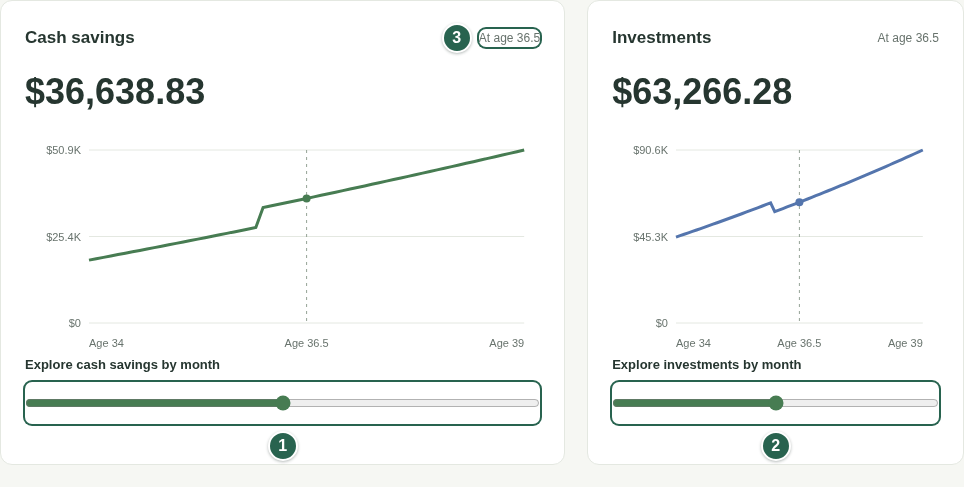 Cash savings
3
At age 36.5
$36,638.83
$50.9K
$25.4K
$0
Age 34
Age 36.5
Age 39
Explore cash savings by month
1
Investments
At age 36.5
$63,266.28
$90.6K
$45.3K
$0
Age 34
Age 36.5
Age 39
Explore investments by month
2